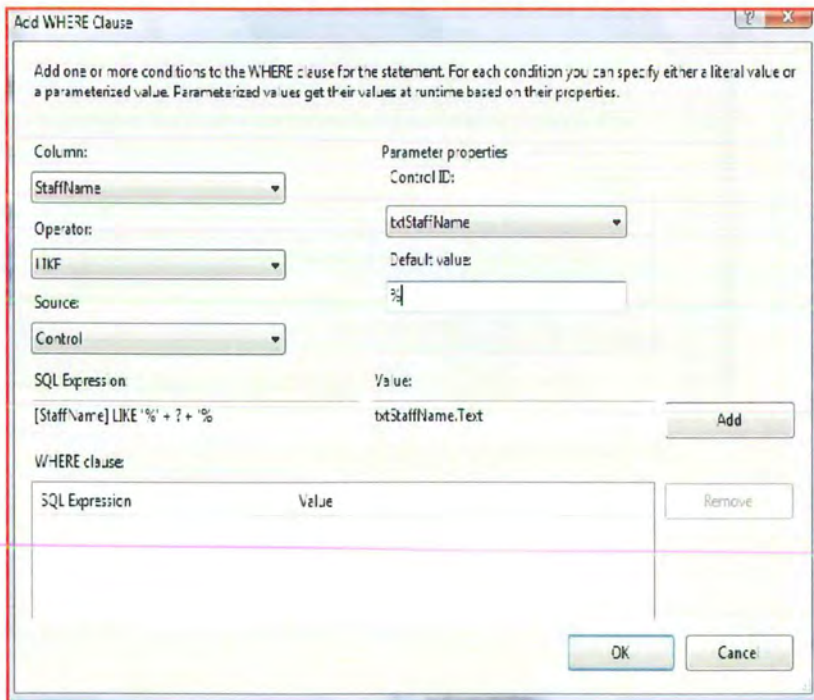 Add WHERE Clause
Add one or more conditions to the WHERE clause for the statement. For each condition you can specify either a literal value or
a parameterized value. Parameterized values get their values at runtime based on their properties.
Column:
Parameter properties
StaffName
Control ID:
txtStaffName
Operator:
LIKE
Default value:
%
Source:
Control
SQL Expression:
Value:
[StaffName] LIKE '%' + ? + '%
txtStaffName.Text
Add
WHERE clause:
SQL Expression
Value
Remove
OK
Cancel